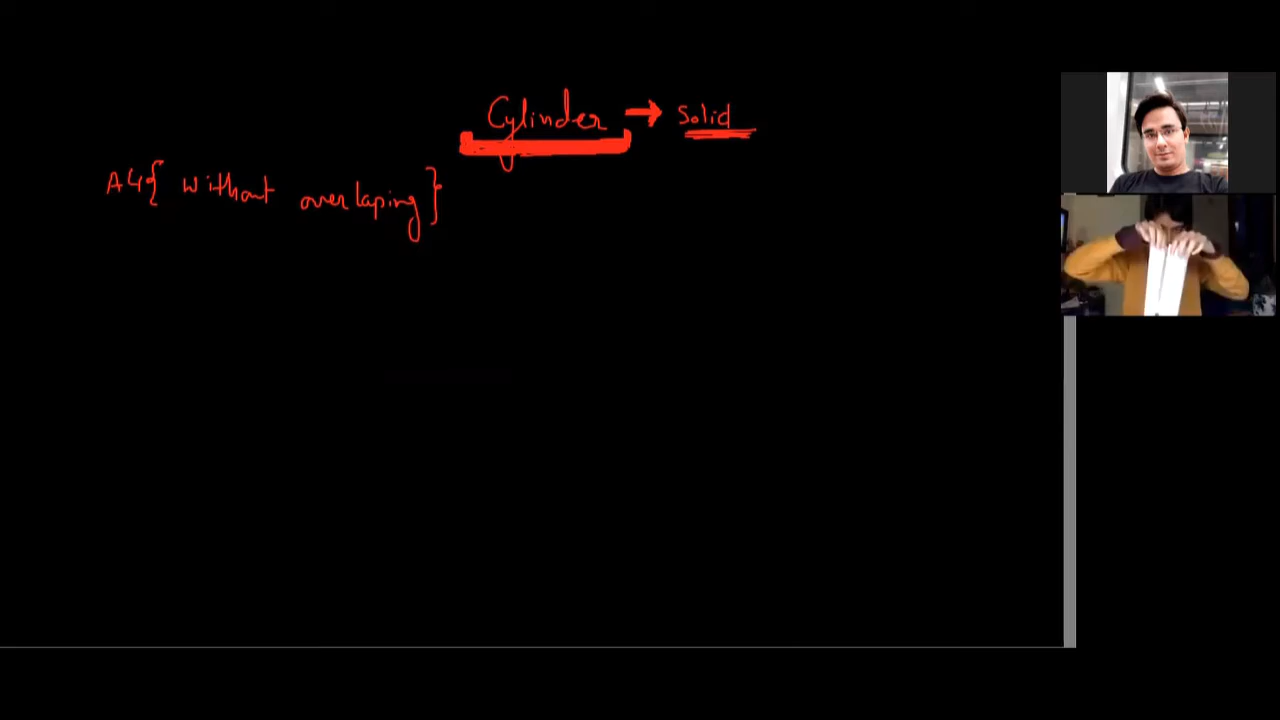 Cylinder → Solid
A4{ without overlaping }